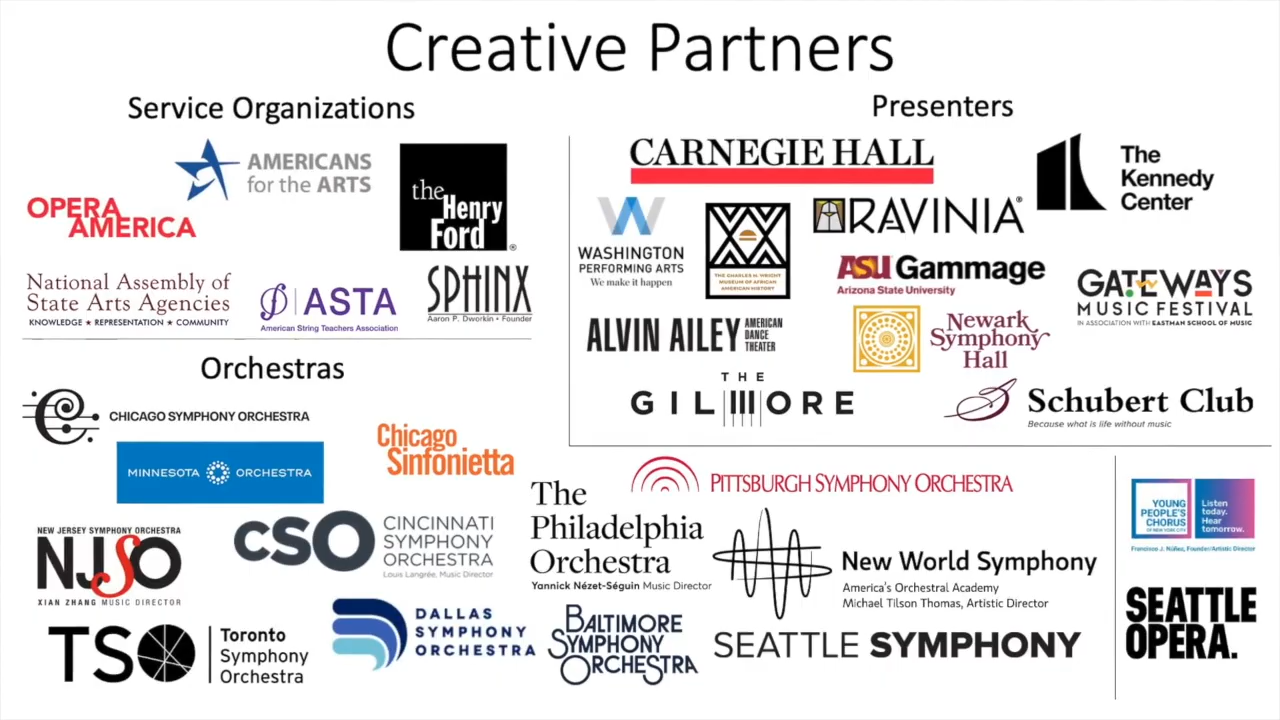 Creative Partners
Service Organizations
AMERICANS
for the ARTS
OPERA
AMERICA
the
Henry
Ford®
National Assembly of
State Arts Agencies
KNOWLEDGE ★ REPRESENTATION ★ COMMUNITY
ASTA
American String Teachers Association
SPHINX
Aaron P. Dworkin • Founder
Presenters
CARNEGIE HALL
The
Kennedy
Center
WASHINGTON
PERFORMING ARTS
We make it happen
THE CHARLES H. WRIGHT
MUSEUM OF AFRICAN
AMERICAN HISTORY
RAVINIA®
ASU Gammage
Arizona State University
GATEWAYS
MUSIC FESTIVAL
IN ASSOCIATION WITH EASTMAN SCHOOL OF MUSIC
ALVIN AILEY
AMERICAN
DANCE
THEATER
Newark
Symphony
Hall
THE
GILMORE
Schubert Club
Because what is life without music
Orchestras
CHICAGO SYMPHONY ORCHESTRA
MINNESOTA ORCHESTRA
Chicago
Sinfonietta
NEW JERSEY SYMPHONY ORCHESTRA
NJSO
XIAN ZHANG MUSIC DIRECTOR
CSO
CINCINNATI
SYMPHONY
ORCHESTRA
Louis Langrée, Music Director
The
Philadelphia
Orchestra
Yannick Nézet-Séguin Music Director
PITTSBURGH SYMPHONY ORCHESTRA
New World Symphony
America's Orchestral Academy
Michael Tilson Thomas, Artistic Director
TSO
Toronto
Symphony
Orchestra
DALLAS
SYMPHONY
ORCHESTRA
BALTIMORE
SYMPHONY
ORCHESTRA
SEATTLE SYMPHONY
YOUNG
PEOPLE'S
CHORUS
OF NEW YORK CITY
Listen
today.
Hear
tomorrow.
Francisco J. Núñez, Founder/Artistic Director
SEATTLE
OPERA.